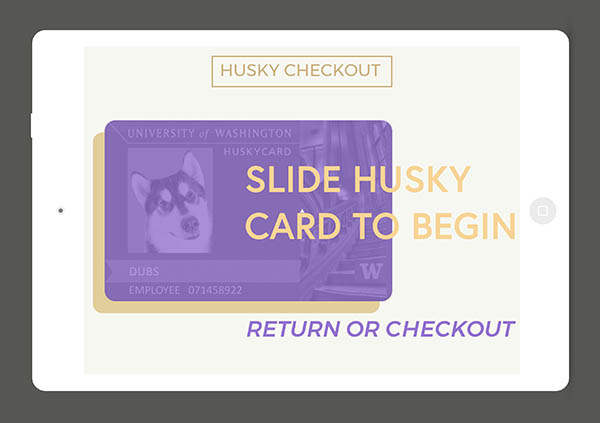 HUSKY CHECKOUT
UNIVERSITY of WASHINGTON
HUSKYCARD
SLIDE HUSKY
CARD TO BEGIN
W
DUBS
EMPLOYEE 071458922
RETURN OR CHECKOUT